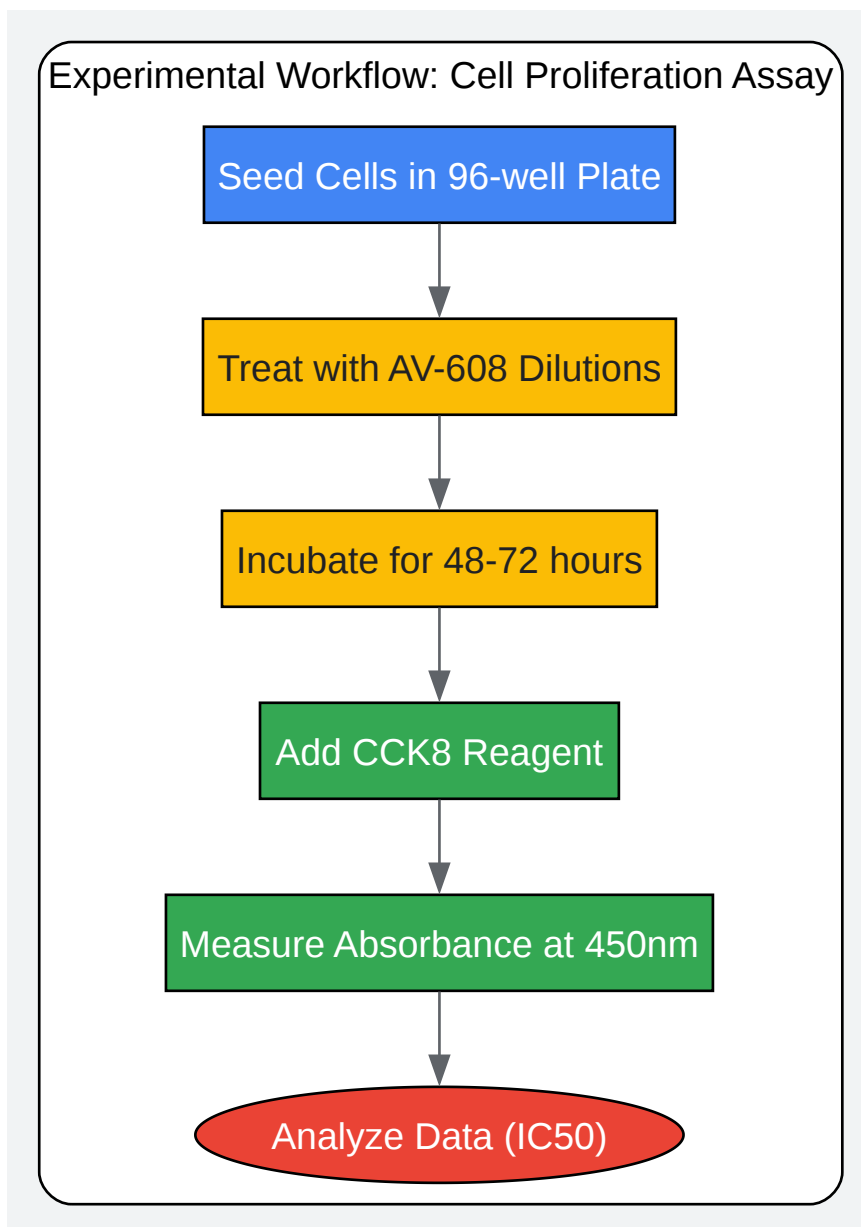 Experimental Workflow: Cell Proliferation Assay
Seed Cells in 96-well Plate
Treat with AV-608 Dilutions
Incubate for 48-72 hours
Add CCK8 Reagent
Measure Absorbance at 450nm
Analyze Data (IC50)